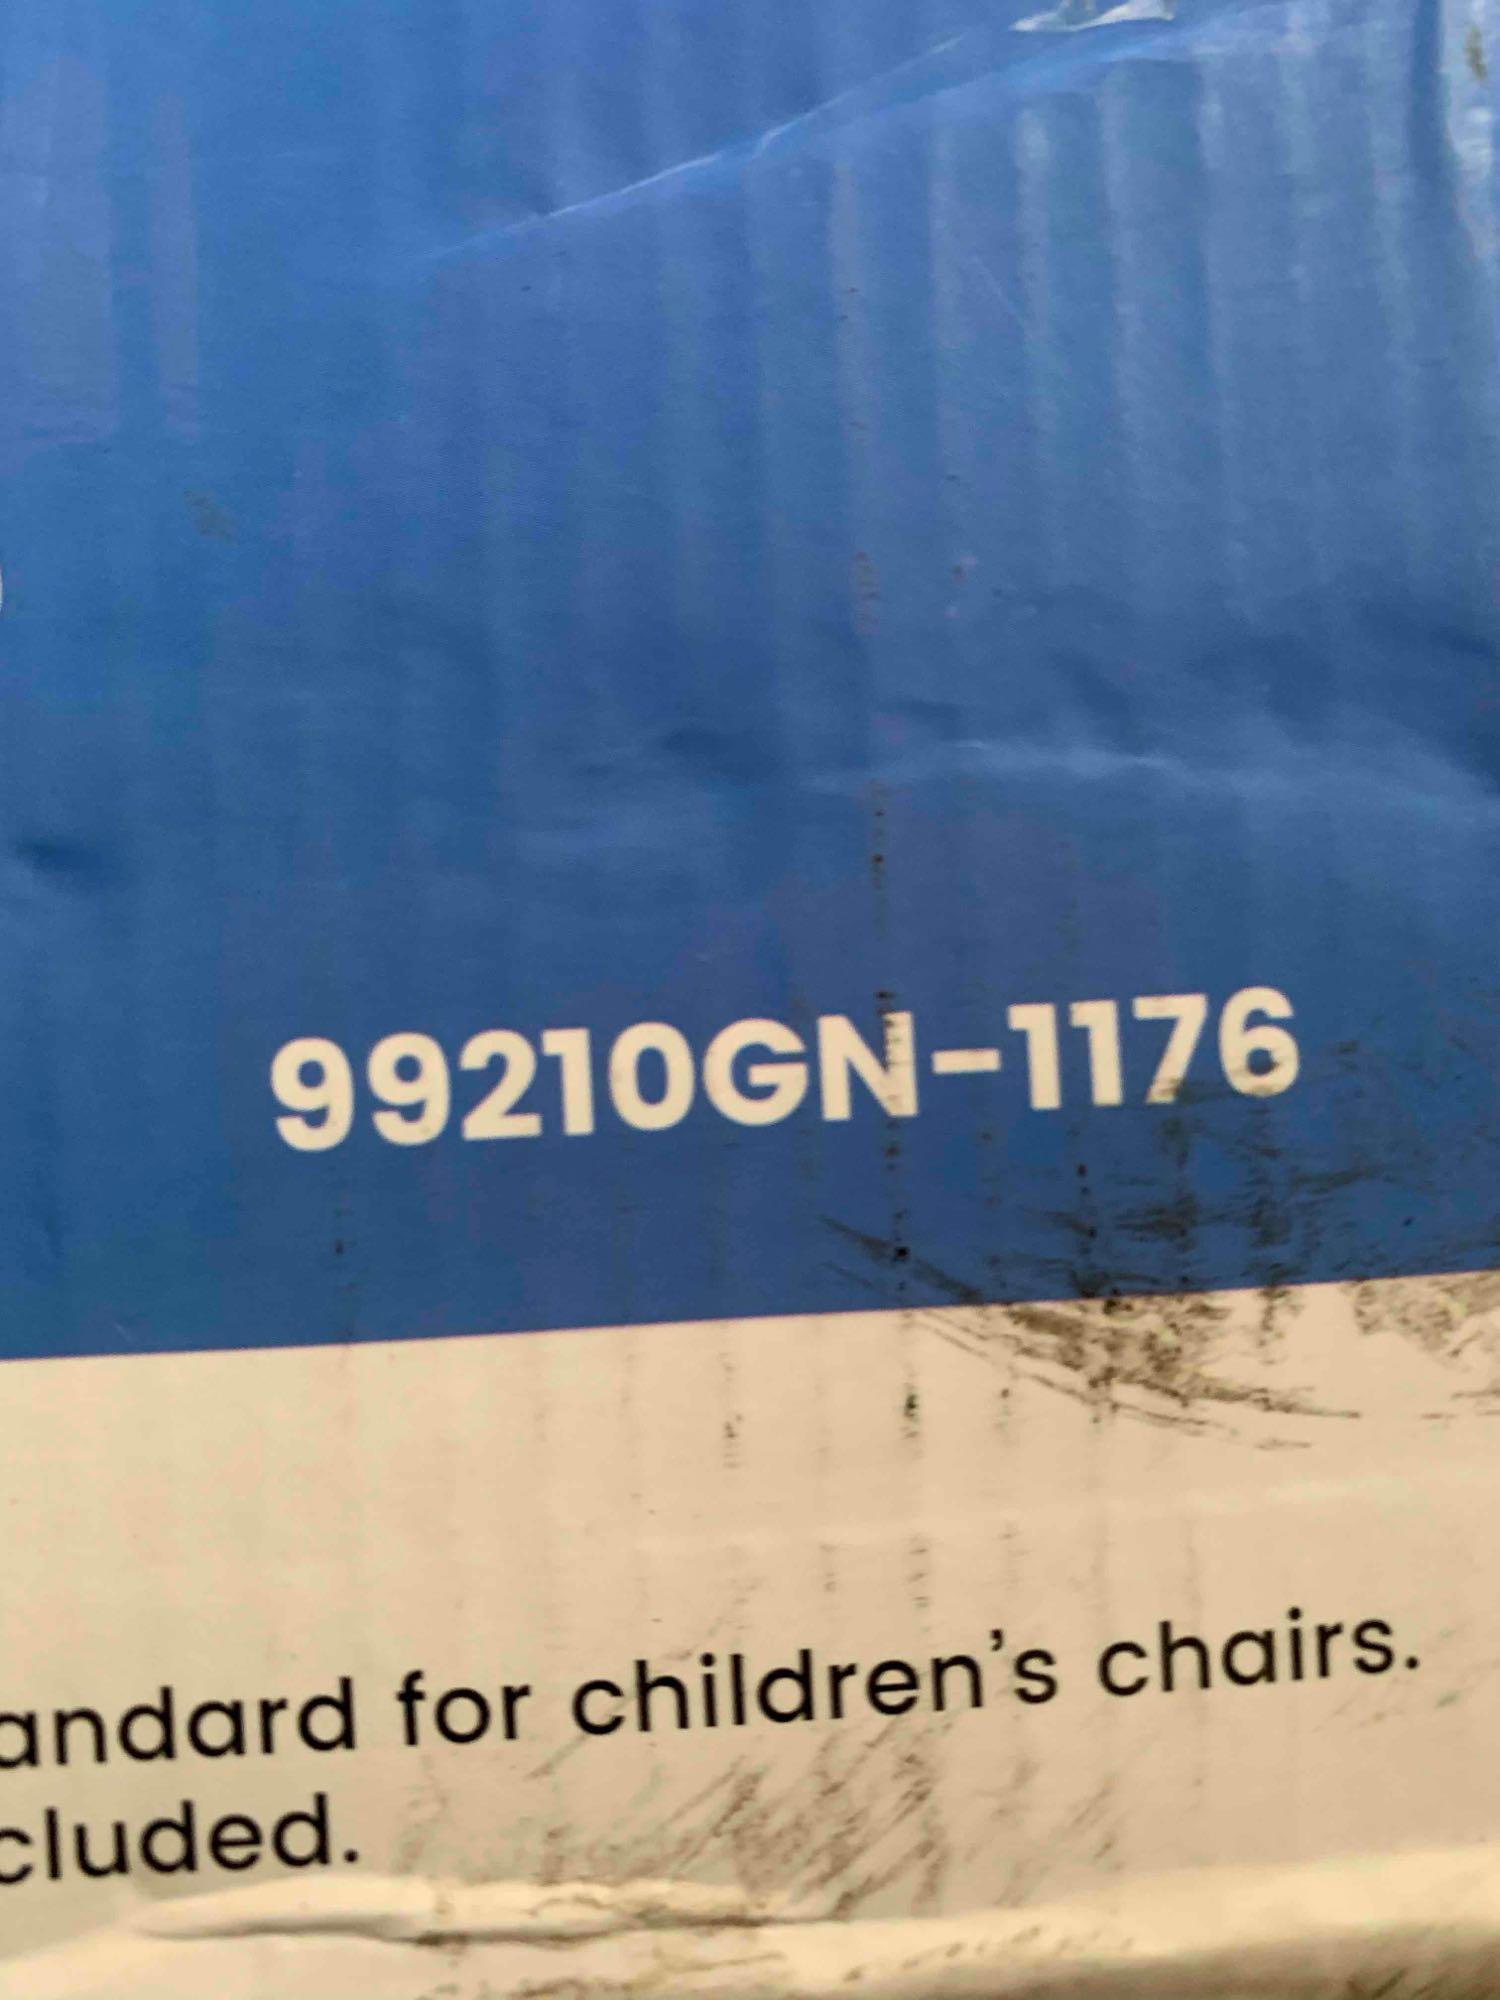 99210GN-1176
andard for children's chairs.
cluded.